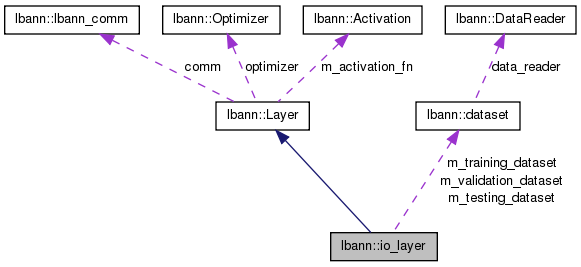 lbann::lbann_comm
lbann::Optimizer
lbann::Activation
lbann::DataReader
comm
optimizer
m_activation_fn
data_reader
lbann::Layer
lbann::dataset
m_training_dataset
m_validation_dataset
m_testing_dataset
lbann::io_layer